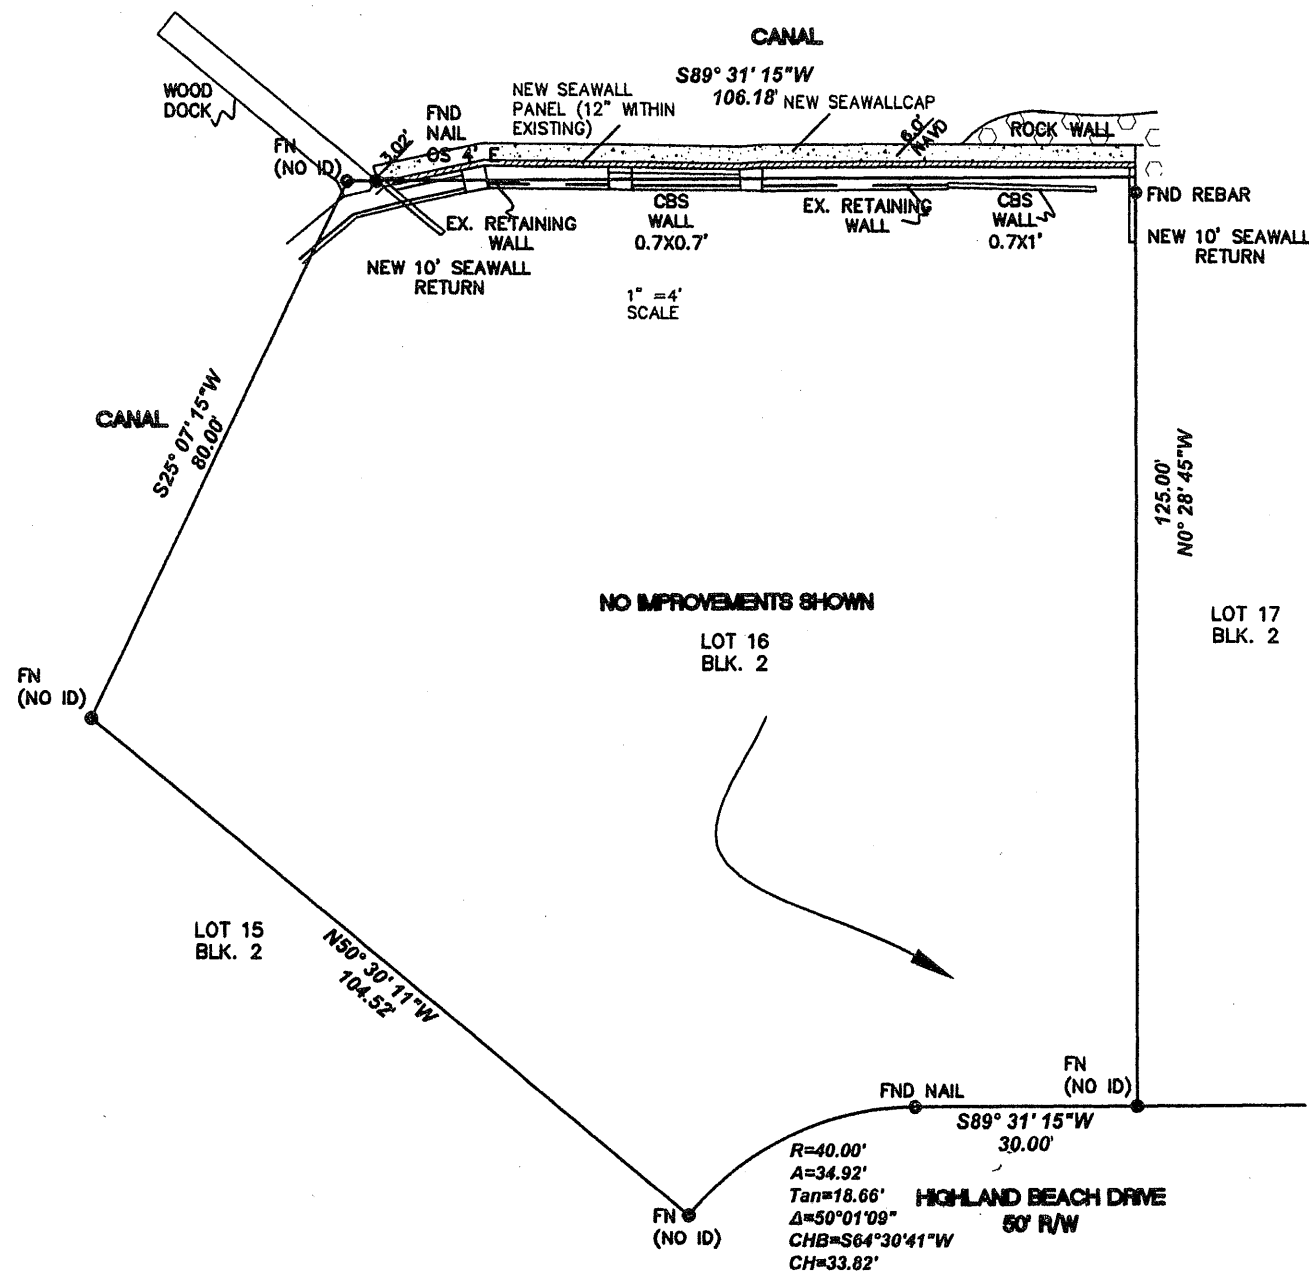 CANAL
S89° 31' 15"W
106.18'
NEW SEAWALLCAP
NEW SEAWALL
PANEL (12" WITHIN
EXISTING)
WOOD
DOCK
FND
NAIL
OS 4' E
FN
(NO ID)
3.02'
6.0'
NAVD
ROCK WALL
FND REBAR
NEW 10' SEAWALL
RETURN
EX. RETAINING
WALL
CBS
WALL
0.7X0.7'
EX. RETAINING
WALL
CBS
WALL
0.7X1'
NEW 10' SEAWALL
RETURN
1" =4'
SCALE
CANAL
S25° 07' 15"W
80.00'
125.00'
N0° 28' 45"W
NO IMPROVEMENTS SHOWN
LOT 16
BLK. 2
LOT 17
BLK. 2
FN
(NO ID)
LOT 15
BLK. 2
N50° 30' 11"W
104.52'
FN
(NO ID)
FND NAIL
S89° 31' 15"W
30.00'
R=40.00'
A=34.92'
Tan=18.66'
Δ=50°01'09"
CHB=S64°30'41"W
CH=33.82'
HIGHLAND BEACH DRIVE
50' R/W
FN
(NO ID)